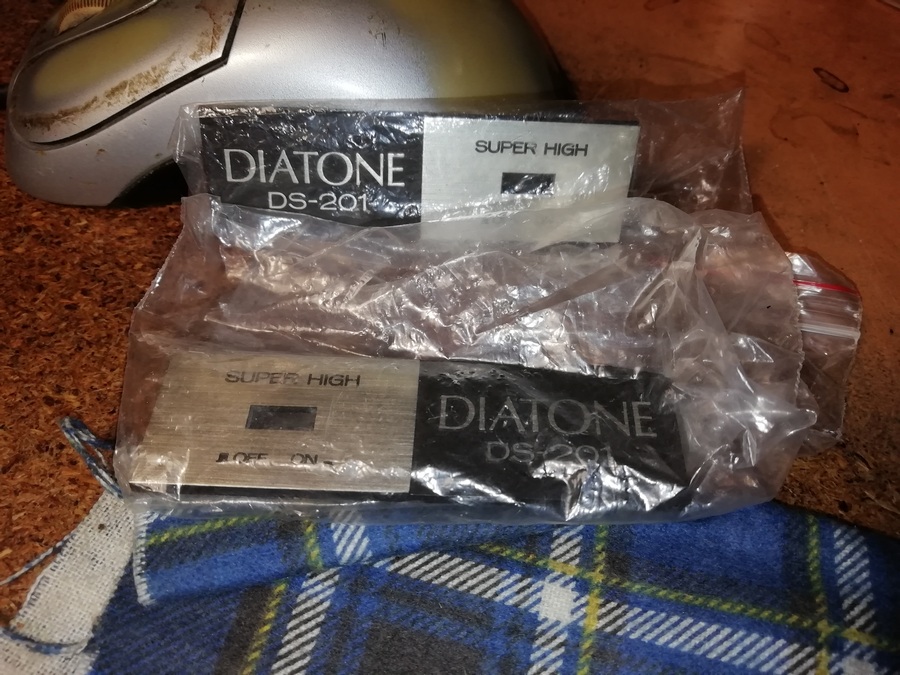 DIATONE
DS-201
SUPER HIGH
SUPER HIGH
OFF ON
DIATONE
DS-201